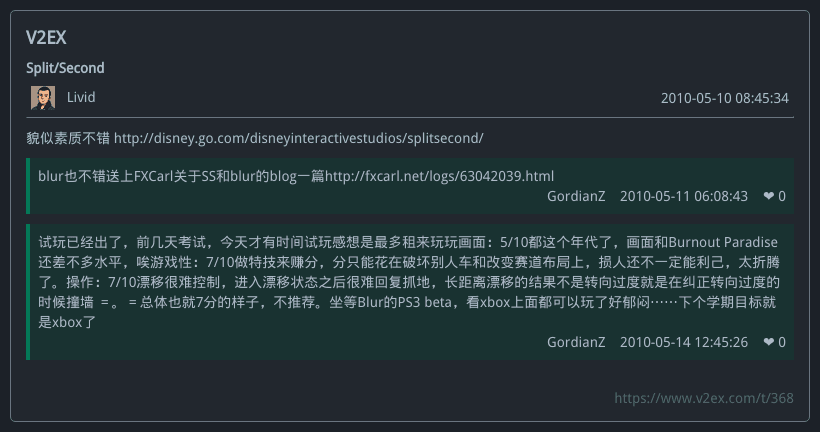 V2EX
Split/Second
Livid
2010-05-10 08:45:34
貌似素质不错 http://disney.go.com/disneyinteractivestudios/splitsecond/
blur也不错送上FXCarl关于SS和blur的blog一篇http://fxcarl.net/logs/63042039.html
GordianZ 2010-05-11 06:08:43 ❤ 0
试玩已经出了，前几天考试，今天才有时间试玩感想是最多租来玩玩画面：5/10都这个年代了，画面和Burnout Paradise
还差不多水平，唉游戏性：7/10做特技来赚分，分只能花在破坏别人车和改变赛道布局上，损人还不一定能利己，太折腾
了。操作：7/10漂移很难控制，进入漂移状态之后很难回复抓地，长距离漂移的结果不是转向过度就是在纠正转向过度的
时候撞墙 ＝。＝总体也就7分的样子，不推荐。坐等Blur的PS3 beta，看xbox上面都可以玩了好郁闷⋯⋯下个学期目标就
是xbox了
GordianZ 2010-05-14 12:45:26 ❤ 0
https://www.v2ex.com/t/368